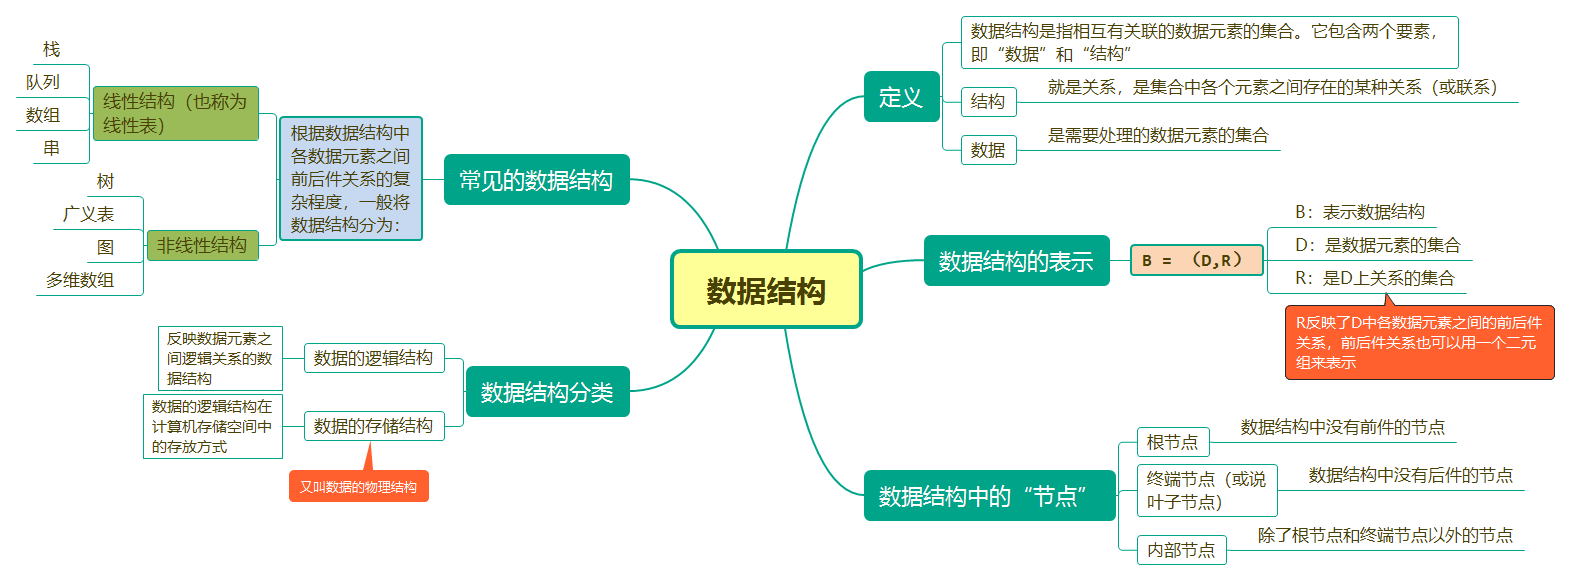 数据结构
定义
数据结构是指相互有关联的数据元素的集合。它包含两个要素，
即“数据”和“结构”
结构
就是关系，是集合中各个元素之间存在的某种关系（或联系）
数据
是需要处理的数据元素的集合
数据结构的表示
B = （D,R）
B：表示数据结构
D：是数据元素的集合
R：是D上关系的集合
R反映了D中各数据元素之间的前后件
关系，前后件关系也可以用一个二元
组来表示
数据结构中的“节点”
根节点
数据结构中没有前件的节点
终端节点（或说
叶子节点）
数据结构中没有后件的节点
内部节点
除了根节点和终端节点以外的节点
常见的数据结构
根据数据结构中
各数据元素之间
前后件关系的复
杂程度，一般将
数据结构分为：
线性结构（也称为
线性表）
栈
队列
数组
串
非线性结构
树
广义表
图
多维数组
数据结构分类
数据的逻辑结构
反映数据元素之
间逻辑关系的数
据结构
数据的存储结构
数据的逻辑结构在
计算机存储空间中
的存放方式
又叫数据的物理结构